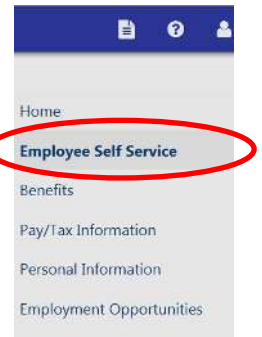 Home
Employee Self Service
Benefits
Pay/Tax Information
Personal Information
Employment Opportunities